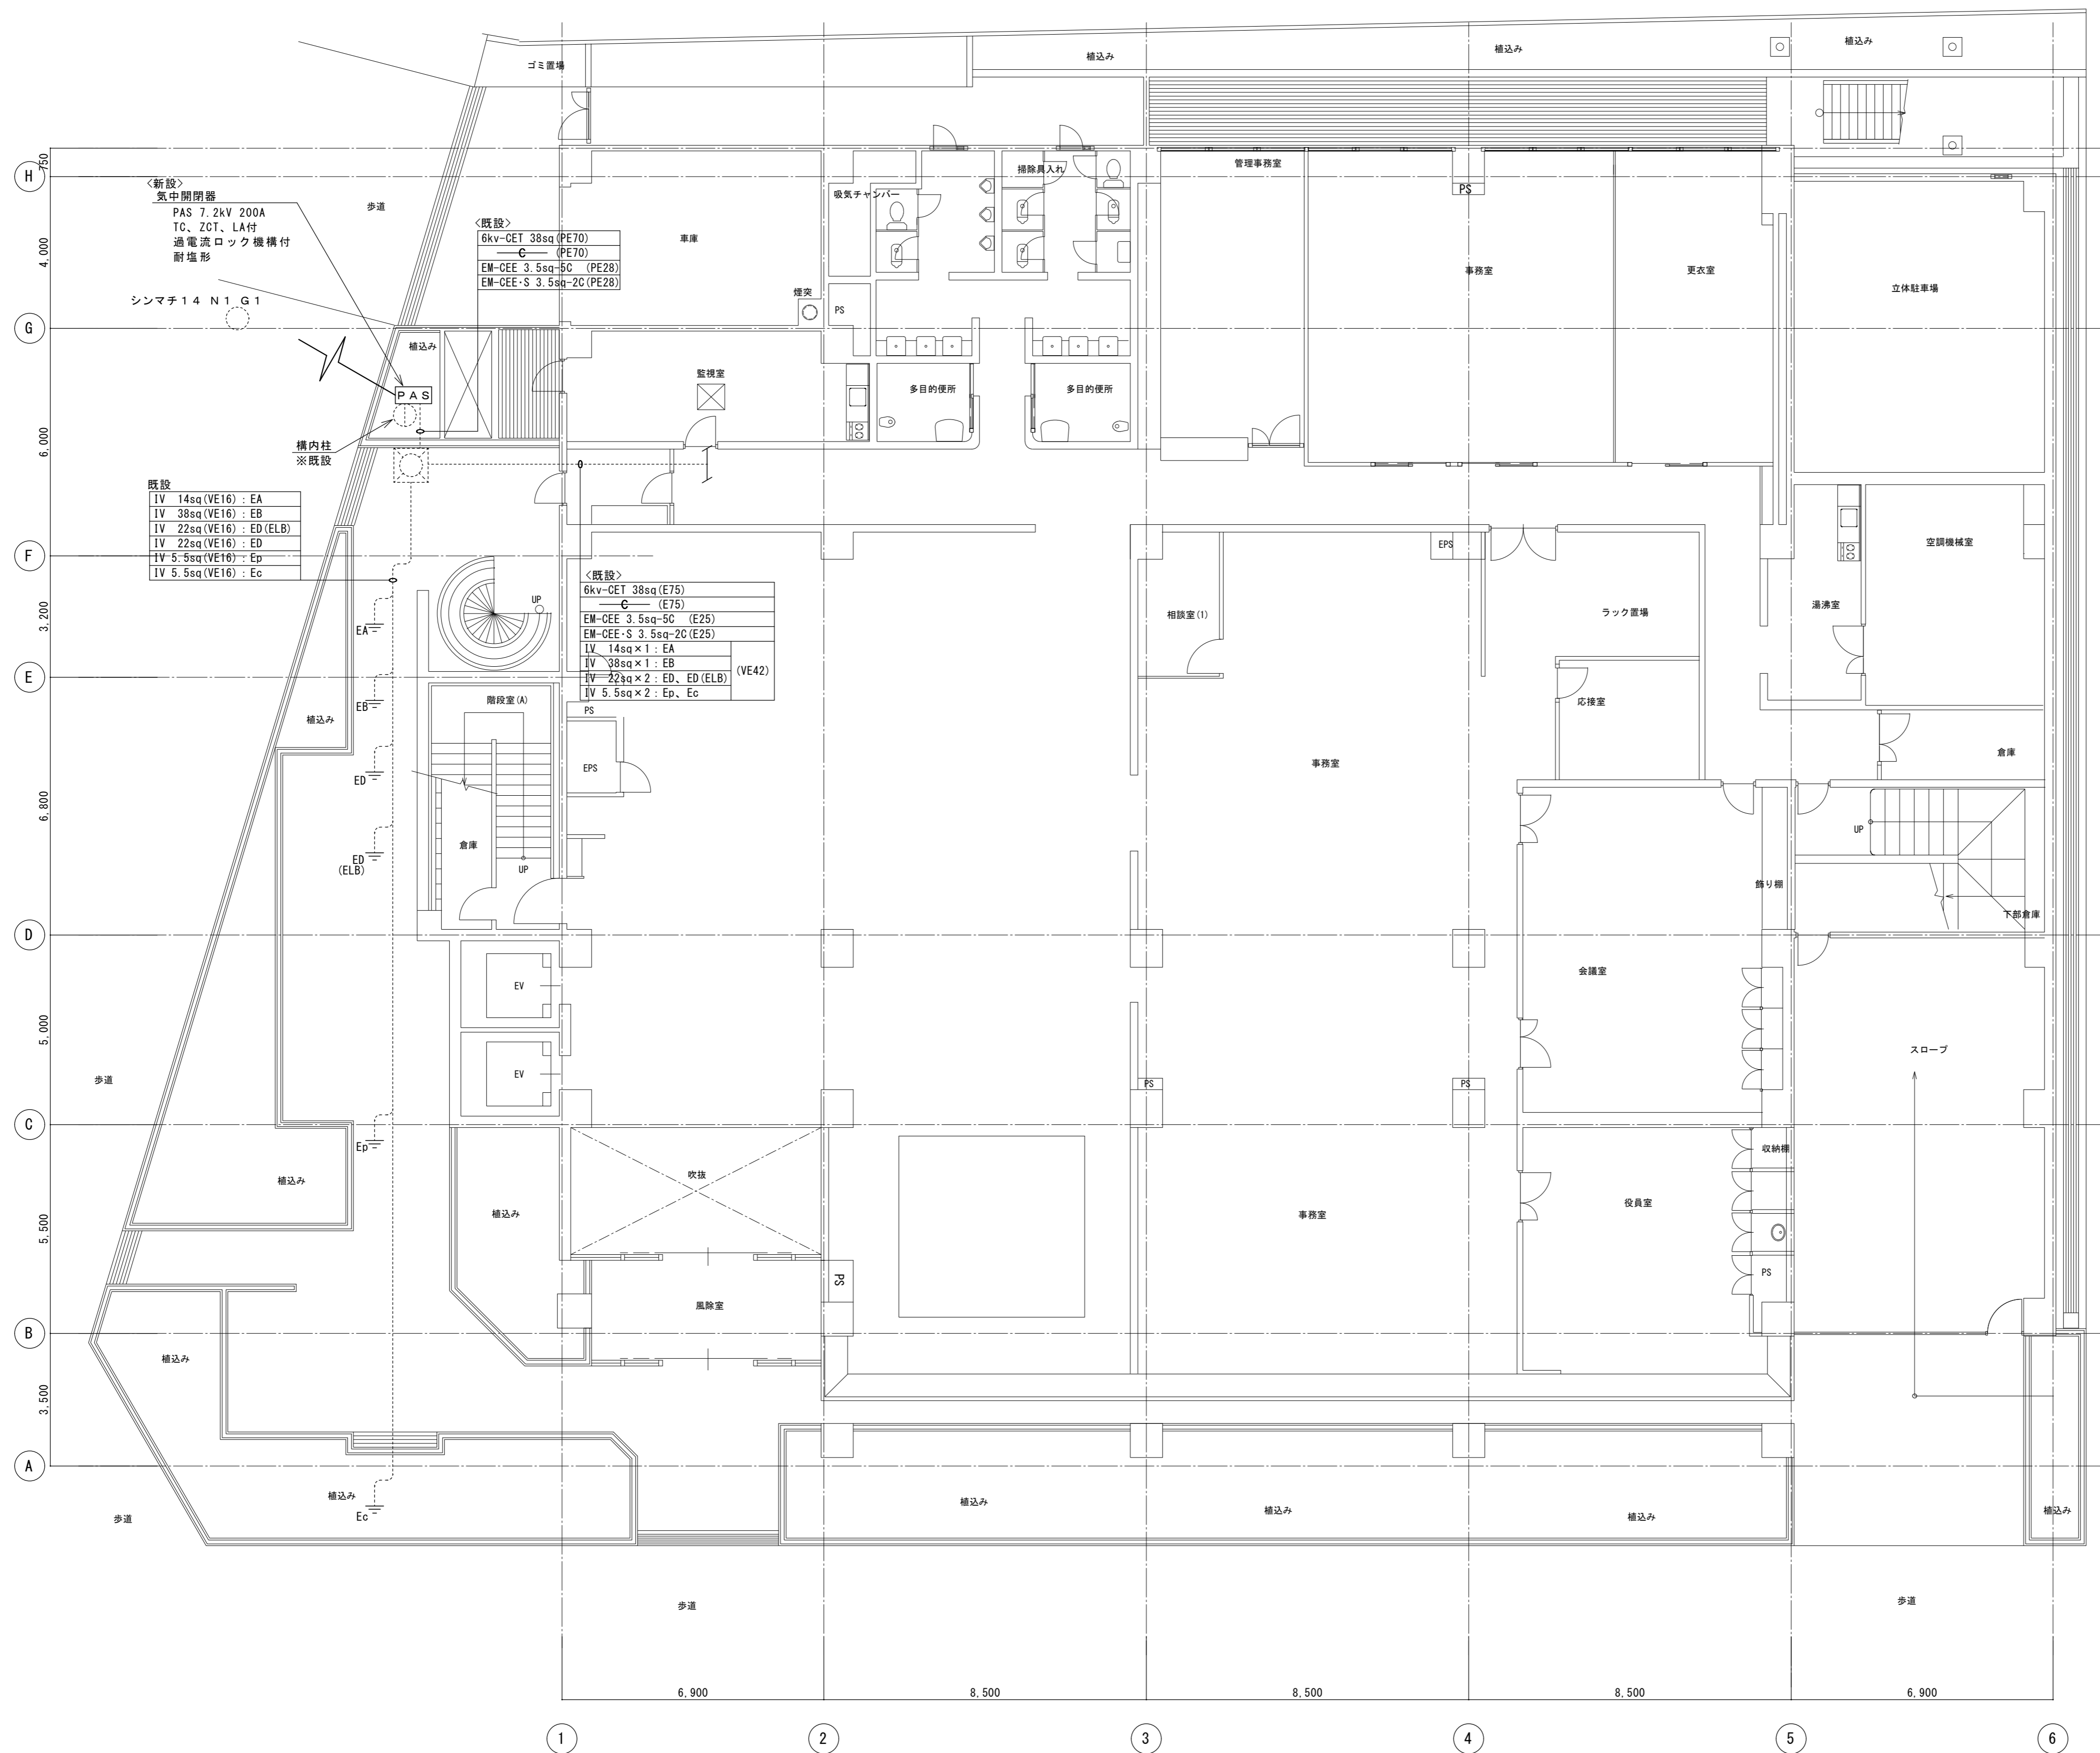 ゴミ置場
植込み
植込み
植込み
H
750
〈新設〉
気中開閉器
PAS 7.2kV 200A
TC、ZCT、LA付
過電流ロック機構付
耐塩形
歩道
〈既設〉
6kv-CET 38sq(PE70)
C (PE70)
EM-CEE 3.5sq-5C (PE28)
EM-CEE·S 3.5sq-2C(PE28)
車庫
煙突
吸気チャンバー
PS
掃除具入れ
管理事務室
PS
事務室
更衣室
立体駐車場
4,000
シンマチ14 N1 G1
G
植込み
PAS
構内柱
※既設
監視室
多目的便所
多目的便所
6,000
既設
IV 14sq(VE16) : EA
IV 38sq(VE16) : EB
IV 22sq(VE16) : ED(ELB)
IV 22sq(VE16) : ED
IV 5.5sq(VE16) : Ep
IV 5.5sq(VE16) : Ec
F
EPS
空調機械室
湯沸室
〈既設〉
6kv-CET 38sq(E75)
C (E75)
EM-CEE 3.5sq-5C (E25)
EM-CEE·S 3.5sq-2C(E25)
IV 14sq×1 : EA
IV 38sq×1 : EB
IV 22sq×2 : ED、ED(ELB)
IV 5.5sq×2 : Ep、Ec
(VE42)
UP
3,200
EA
相談室(1)
ラック置場
E
EB
植込み
階段室(A)
PS
応接室
倉庫
ED
EPS
事務室
6,800
ED
(ELB)
倉庫
UP
UP
飾り棚
下部倉庫
D
EV
会議室
5,000
EV
スロープ
歩道
PS
PS
C
Ep
植込み
植込み
吹抜
収納棚
役員室
事務室
5,500
PS
PS
風除室
B
植込み
3,500
A
植込み
Ec
植込み
植込み
植込み
植込み
歩道
歩道
歩道
6,900
8,500
8,500
8,500
6,900
1
2
3
4
5
6